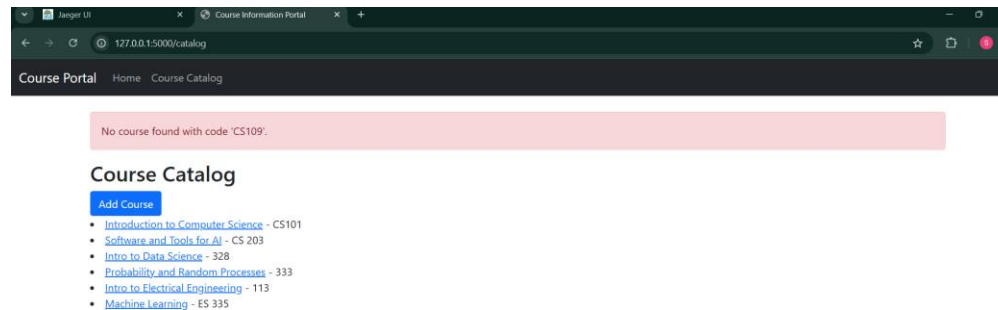 Jaeger UI
Course Information Portal
127.0.0.1:5000/catalog
Course Portal Home Course Catalog
No course found with code 'CS109'.
Course Catalog
Add Course
Introduction to Computer Science - CS101
Software and Tools for AI - CS 203
Intro to Data Science - 328
Probability and Random Processes - 333
Intro to Electrical Engineering - 113
Machine Learning - ES 335